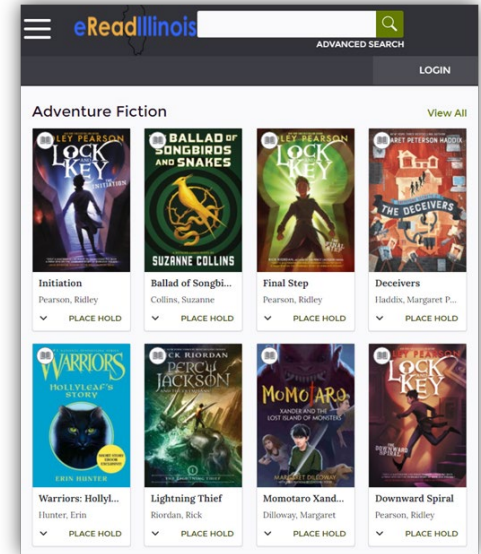 eReadIllinois
ADVANCED SEARCH
LOGIN
Adventure Fiction
View All
LEY PEARSON
LOCK
KEY
THE
INITIATION
BALLAD OF
SONGBIRDS
AND SNAKES
SUZANNE COLLINS
LOCK
KEY
ARET PETERSON HADDIX
THE DECEIVERS
Initiation
Pearson, Ridley
PLACE HOLD
Ballad of Songbi...
Collins, Suzanne
PLACE HOLD
Final Step
Pearson, Ridley
PLACE HOLD
Deceivers
Haddix, Margaret P...
PLACE HOLD
WARRIORS
HOLLYLEAF'S
STORY
ERIN HUNTER
CK RIORDAN
PERCY
JACKSON
THE LIGHTNING THIEF
MOMOTARO
XANDER AND THE
LOST ISLAND OF MONSTERS
MARGARET DILLOWAY
LEY PEARSON
LOCK
KEY
DOWNWARD
SPIRAL
Warriors: Hollyl...
Hunter, Erin
PLACE HOLD
Lightning Thief
Riordan, Rick
PLACE HOLD
Momotaro Xand...
Dilloway, Margaret
PLACE HOLD
Downward Spiral
Pearson, Ridley
PLACE HOLD